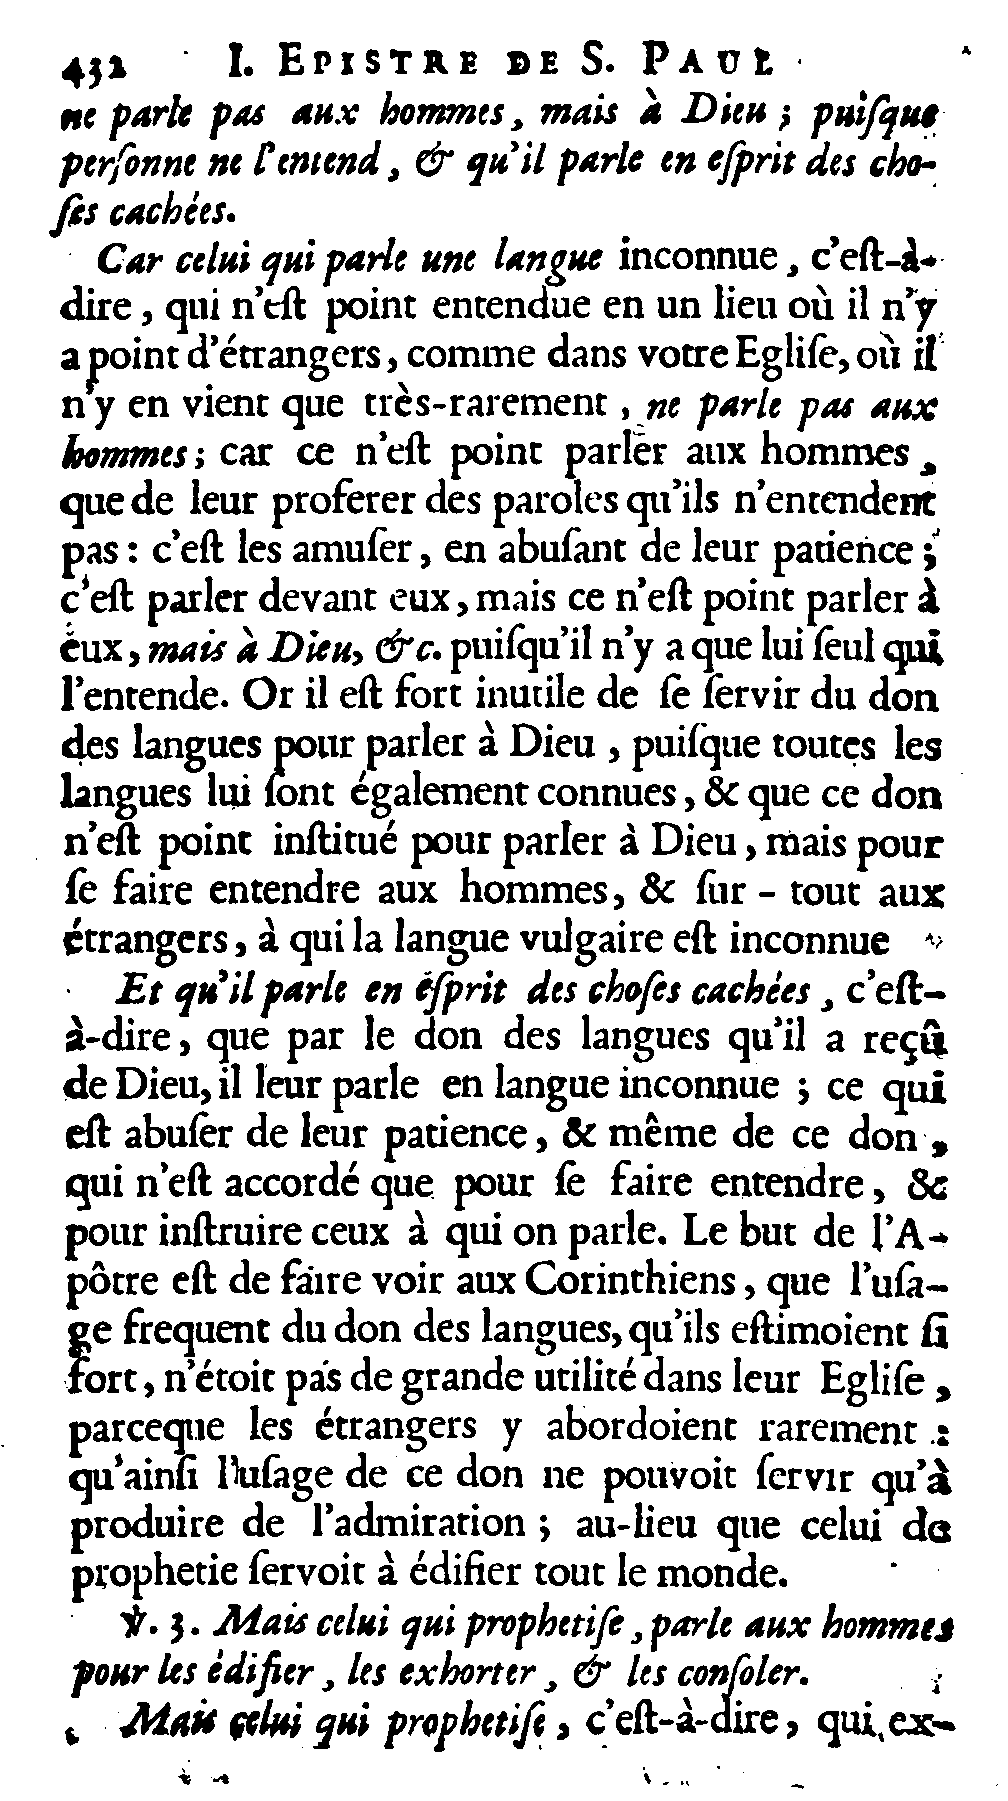 432 I. EPISTRE DE S. PAUL
ne parle pas aux hommes, mais à Dieu ; puiſque
perſonne ne l'entend, & qu'il parle en eſprit des cho-
ſes cachées.
Car celui qui parle une langue inconnue, c'eſt-à-
dire, qui n'eſt point entendue en un lieu où il n'y
a point d'étrangers, comme dans votre Egliſe, où il
n'y en vient que très-rarement, ne parle pas aux
hommes ; car ce n'eſt point parler aux hommes,
que de leur proferer des paroles qu'ils n'entendent
pas : c'eſt les amuſer, en abuſant de leur patience ;
c'eſt parler devant eux, mais ce n'eſt point parler à
eux, mais à Dieu, &c. puiſqu'il n'y a que lui ſeul qui
l'entende. Or il eſt fort inutile de ſe ſervir du don
des langues pour parler à Dieu, puiſque toutes les
langues lui ſont également connues, & que ce don
n'eſt point inſtitué pour parler à Dieu, mais pour
ſe faire entendre aux hommes, & ſur-tout aux
étrangers, à qui la langue vulgaire eſt inconnue
Et qu'il parle en eſprit des choſes cachées, c'eſt-
à-dire, que par le don des langues qu'il a reçû
de Dieu, il leur parle en langue inconnue ; ce qui
eſt abuſer de leur patience, & même de ce don,
qui n'eſt accordé que pour ſe faire entendre, &
pour inſtruire ceux à qui on parle. Le but de l'A-
pôtre eſt de faire voir aux Corinthiens, que l'uſa-
ge frequent du don des langues, qu'ils eſtimoient ſi
fort, n'étoit pas de grande utilité dans leur Egliſe,
parceque les étrangers y abordoient rarement :
qu'ainſi l'uſage de ce don ne pouvoit ſervir qu'à
produire de l'admiration ; au-lieu que celui de
prophetie ſervoit à édifier tout le monde.
℣. 3. Mais celui qui prophetiſe, parle aux hommes
pour les édifier, les exhorter, & les conſoler.
Mais celui qui prophetiſe, c'eſt-à-dire, qui ex-